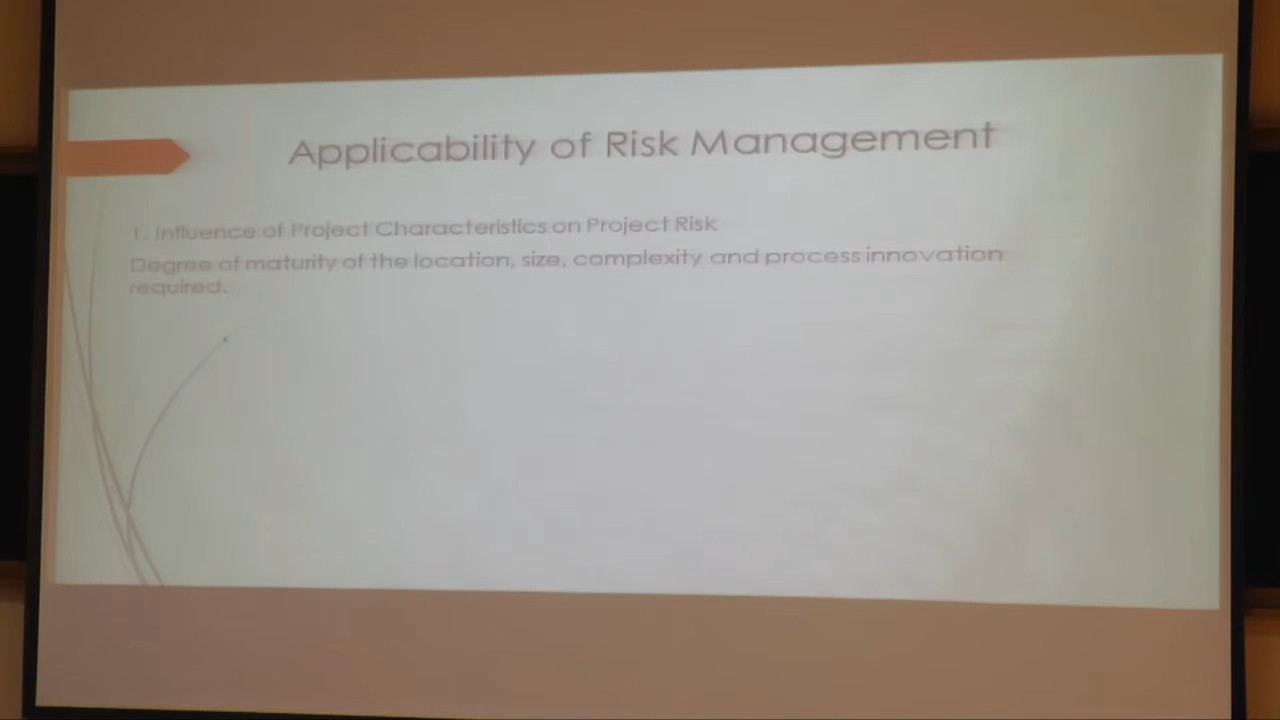 Applicability of Risk Management
1. Influence of Project Characteristics on Project Risk
Degree of maturity of the location, size, complexity and process innovation
required.